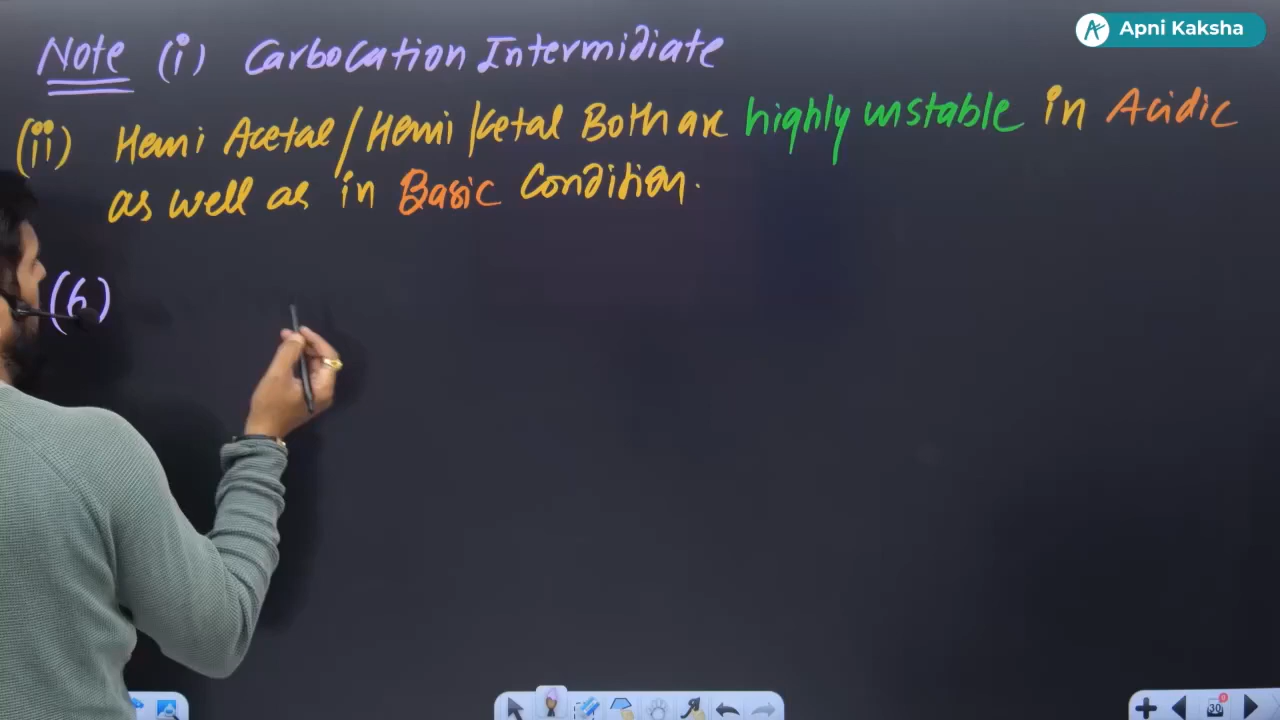 Apni Kaksha
Note (i) Carbocation Intermidiate
(ii) Hemi Acetal/Hemi Ketal Both are highly unstable in Acidic
as well as in Basic Condition.
(6)
30